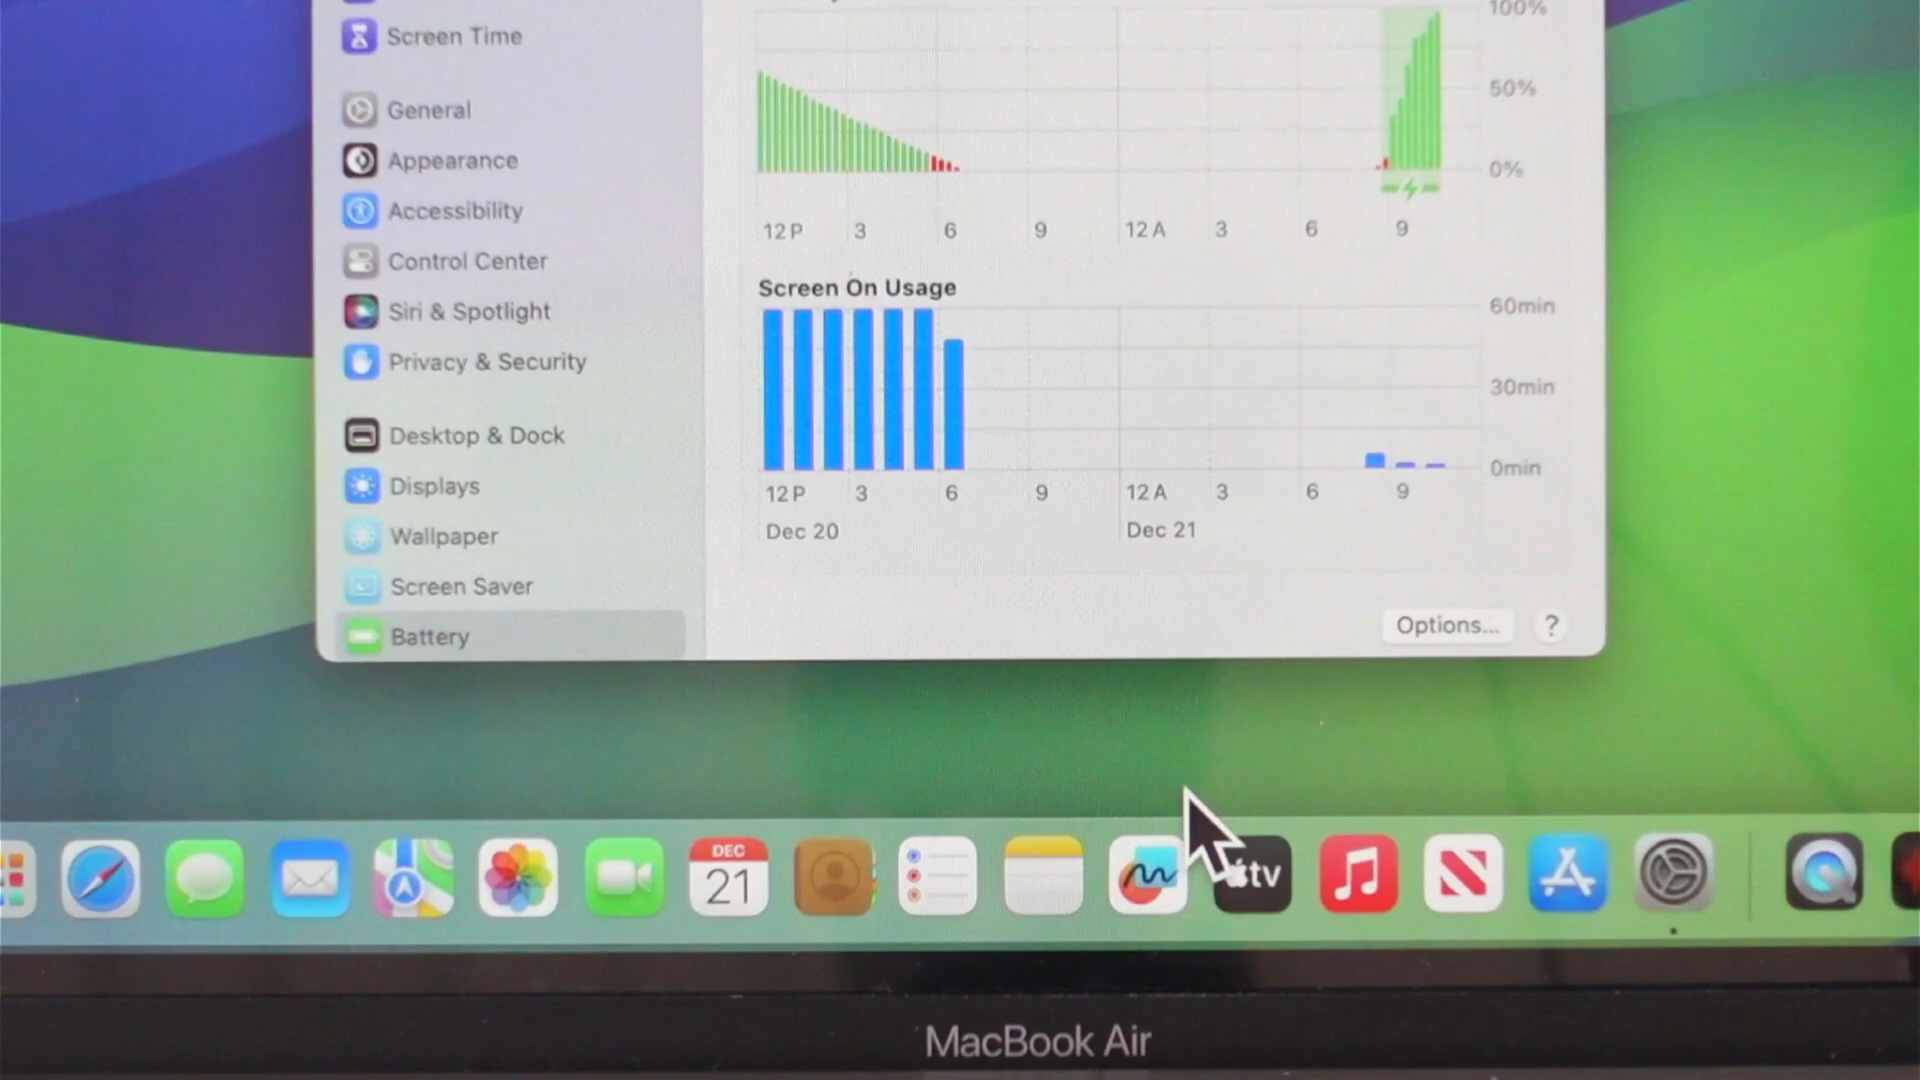 Screen Time
General
Appearance
Accessibility
Control Center
Siri & Spotlight
Privacy & Security
Desktop & Dock
Displays
Wallpaper
Screen Saver
Battery
100%
50%
0%
12 P 3 6 9 12 A 3 6 9
Screen On Usage
60min
30min
0min
12 P 3 6 9 12 A 3 6 9
Dec 20 Dec 21
Options... ?
DEC
21
tv
MacBook Air